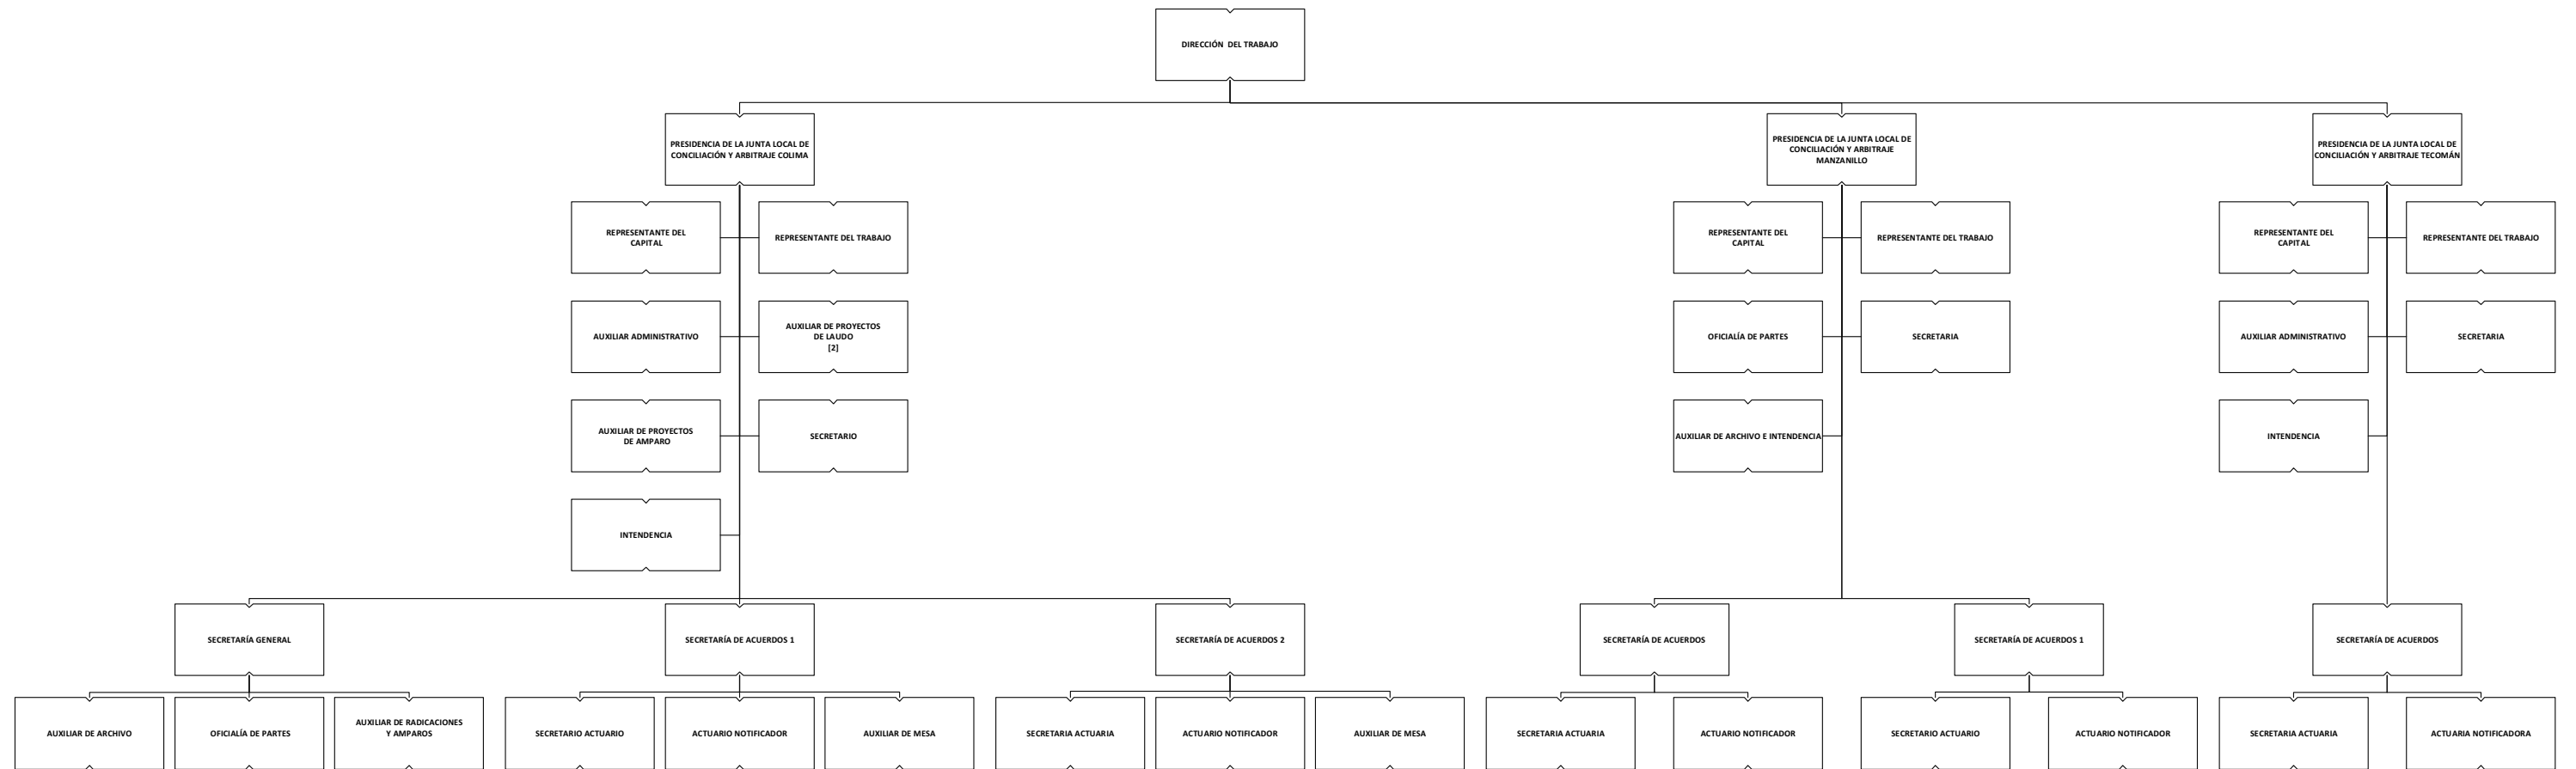 DIRECCIÓN DEL TRABAJO
PRESIDENCIA DE LA JUNTA LOCAL DE
CONCILIACIÓN Y ARBITRAJE COLIMA
PRESIDENCIA DE LA JUNTA LOCAL DE
CONCILIACIÓN Y ARBITRAJE
MANZANILLO
PRESIDENCIA DE LA JUNTA LOCAL DE
CONCILIACIÓN Y ARBITRAJE TECOMÁN
REPRESENTANTE DEL
CAPITAL
REPRESENTANTE DEL TRABAJO
REPRESENTANTE DEL
CAPITAL
REPRESENTANTE DEL TRABAJO
REPRESENTANTE DEL
CAPITAL
REPRESENTANTE DEL TRABAJO
AUXILIAR ADMINISTRATIVO
AUXILIAR DE PROYECTOS
DE LAUDO
[2]
OFICIALÍA DE PARTES
SECRETARIA
AUXILIAR ADMINISTRATIVO
SECRETARIA
AUXILIAR DE PROYECTOS
DE AMPARO
SECRETARIO
AUXILIAR DE ARCHIVO E INTENDENCIA
INTENDENCIA
INTENDENCIA
SECRETARÍA GENERAL
SECRETARÍA DE ACUERDOS 1
SECRETARÍA DE ACUERDOS 2
SECRETARÍA DE ACUERDOS
SECRETARÍA DE ACUERDOS 1
SECRETARÍA DE ACUERDOS
AUXILIAR DE ARCHIVO
OFICIALÍA DE PARTES
AUXILIAR DE RADICACIONES
Y AMPAROS
SECRETARIO ACTUARIO
ACTUARIO NOTIFICADOR
AUXILIAR DE MESA
SECRETARIA ACTUARIA
ACTUARIO NOTIFICADOR
AUXILIAR DE MESA
SECRETARIA ACTUARIA
ACTUARIO NOTIFICADOR
SECRETARIO ACTUARIO
ACTUARIO NOTIFICADOR
SECRETARIA ACTUARIA
ACTUARIA NOTIFICADORA